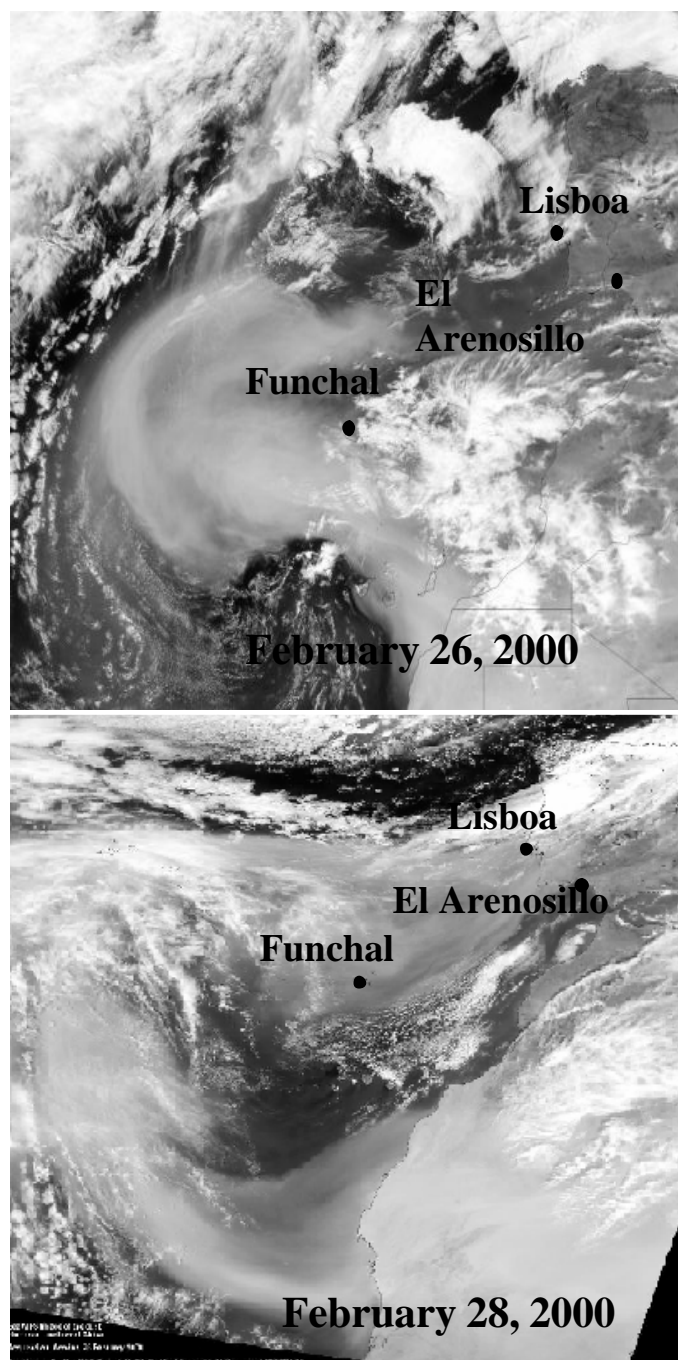 Lisboa
El
Arenosillo
Funchal
February 26, 2000
Lisboa
El Arenosillo
Funchal
February 28, 2000